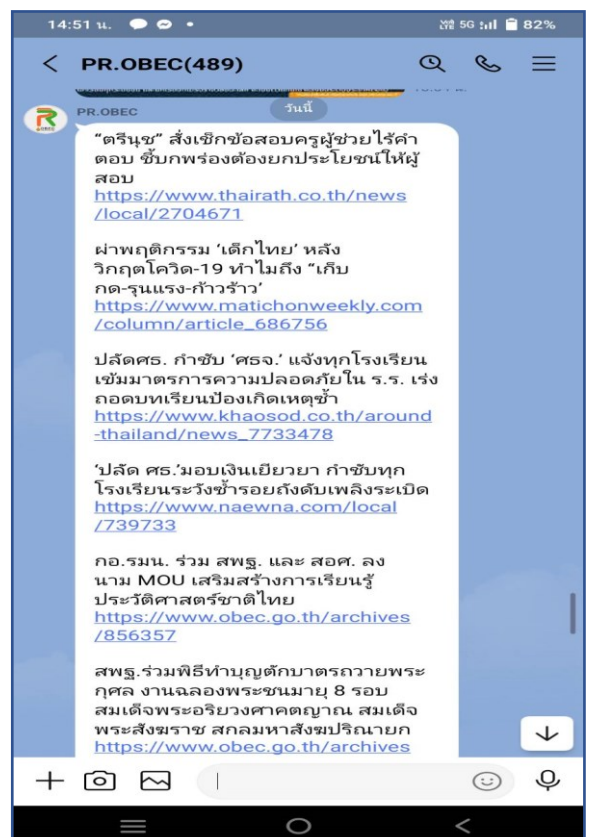 14:51 น.
5G 82%
PR.OBEC(489)
PR.OBEC
วันนี้
“ตรีนุช” สั่งเช็กข้อสอบครูผู้ช่วยไร้คำ
ตอบ ชี้บกพร่องต้องยกประโยชน์ให้ผู้
สอบ
https://www.thairath.co.th/news
/local/2704671
ผ่าพฤติกรรม ‘เด็กไทย’ หลัง
วิกฤตโควิด-19 ทำไมถึง “เก็บ
กด-รุนแรง-ก้าวร้าว’
https://www.matichonweekly.com
/column/article_686756
ปลัดศธ. กำชับ ‘ศธจ.’ แจ้งทุกโรงเรียน
เข้มมาตรการความปลอดภัยใน ร.ร. เร่ง
ถอดบทเรียนป้องเกิดเหตุซ้ำ
https://www.khaosod.co.th/around
-thailand/news_7733478
‘ปลัด ศธ.’มอบเงินเยียวยา กำชับทุก
โรงเรียนระวังซ้ำรอยถังดับเพลิงระเบิด
https://www.naewna.com/local
/739733
กอ.รมน. ร่วม สพฐ. และ สอศ. ลง
นาม MOU เสริมสร้างการเรียนรู้
ประวัติศาสตร์ชาติไทย
https://www.obec.go.th/archives
/856357
สพฐ.ร่วมพิธีทำบุญตักบาตรถวายพระ
กุศล งานฉลองพระชนมายุ 8 รอบ
สมเด็จพระอริยวงศาคตญาณ สมเด็จ
พระสังฆราช สกลมหาสังฆปริณายก
https://www.obec.go.th/archives